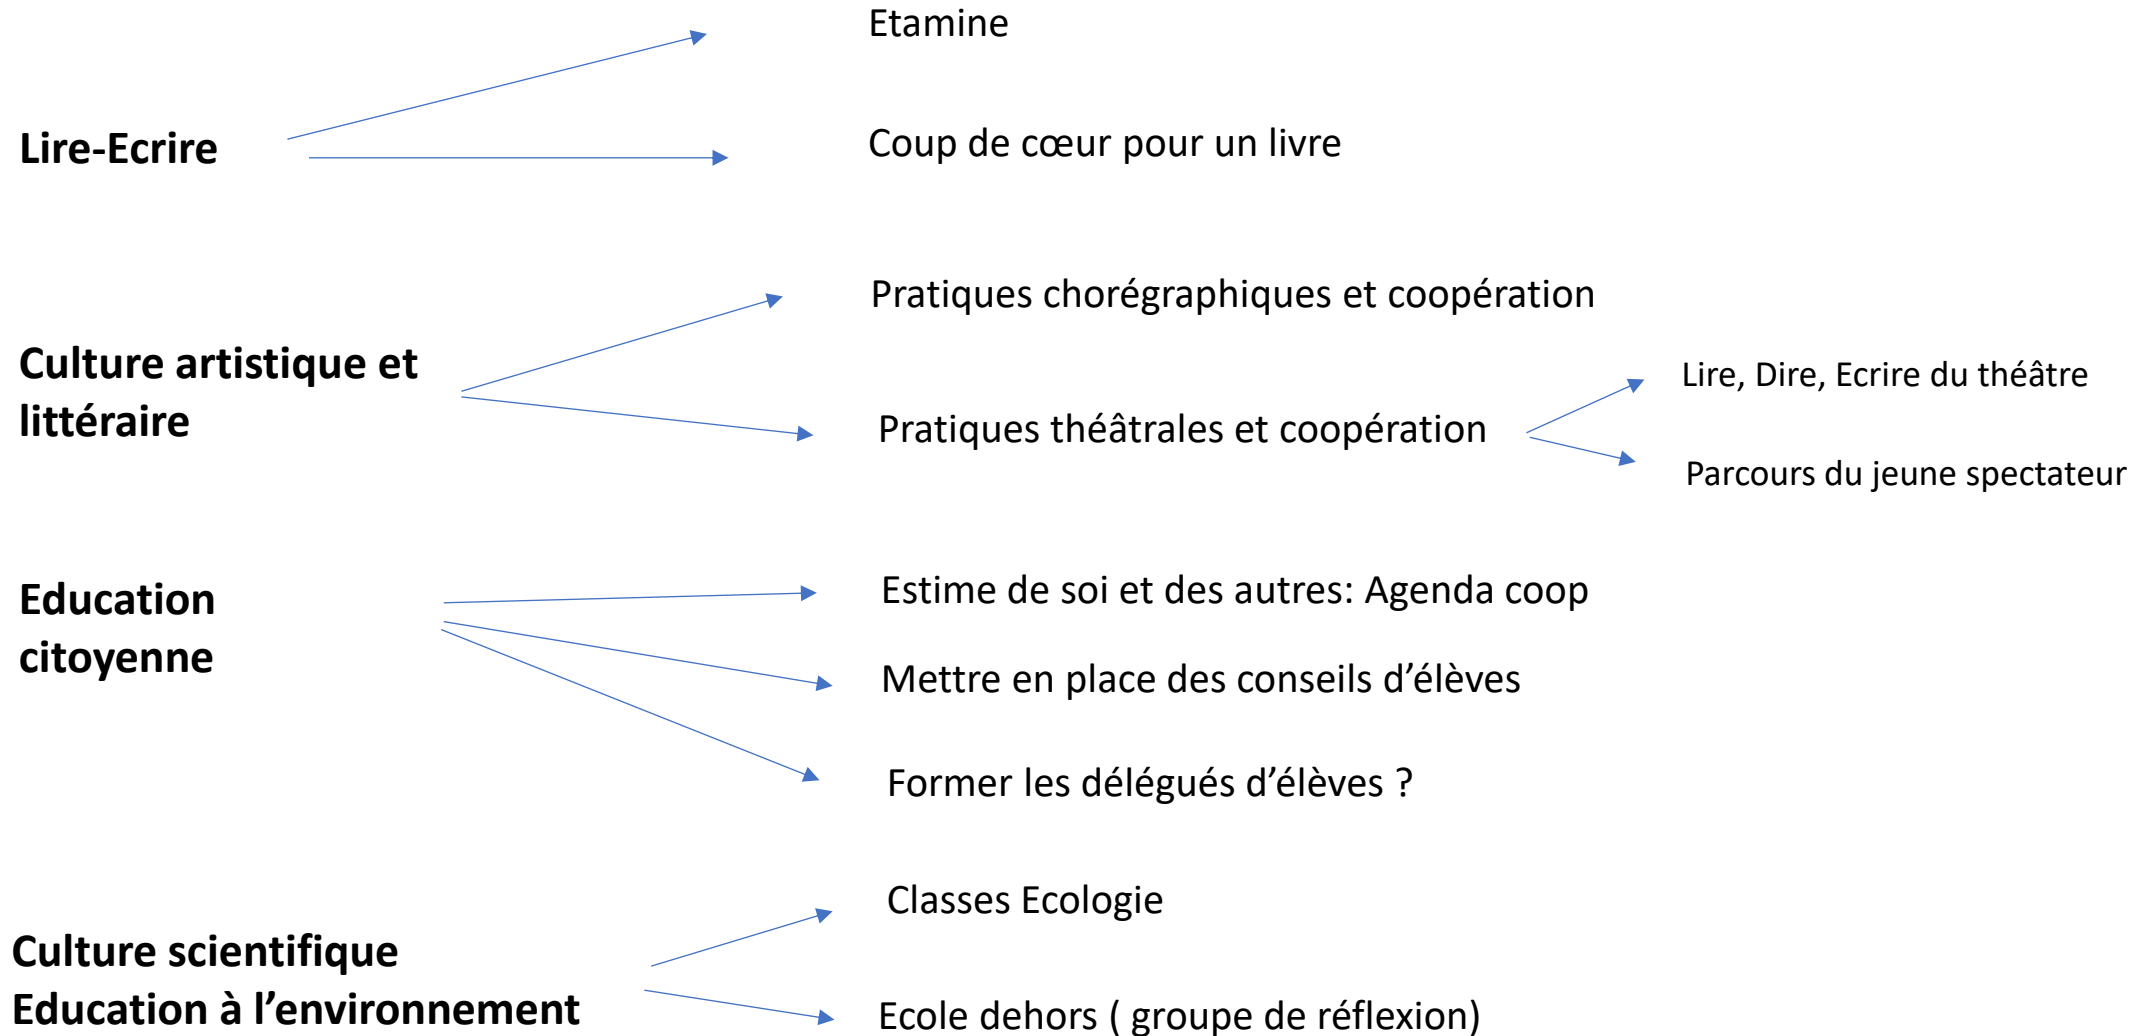 Etamine
Lire-Ecrire
Coup de cœur pour un livre
Pratiques chorégraphiques et coopération
Culture artistique et
littéraire
Lire, Dire, Ecrire du théâtre
Pratiques théâtrales et coopération
Parcours du jeune spectateur
Education
citoyenne
Estime de soi et des autres: Agenda coop
Mettre en place des conseils d’élèves
Former les délégués d’élèves ?
Classes Ecologie
Culture scientifique
Education à l’environnement
Ecole dehors ( groupe de réflexion)